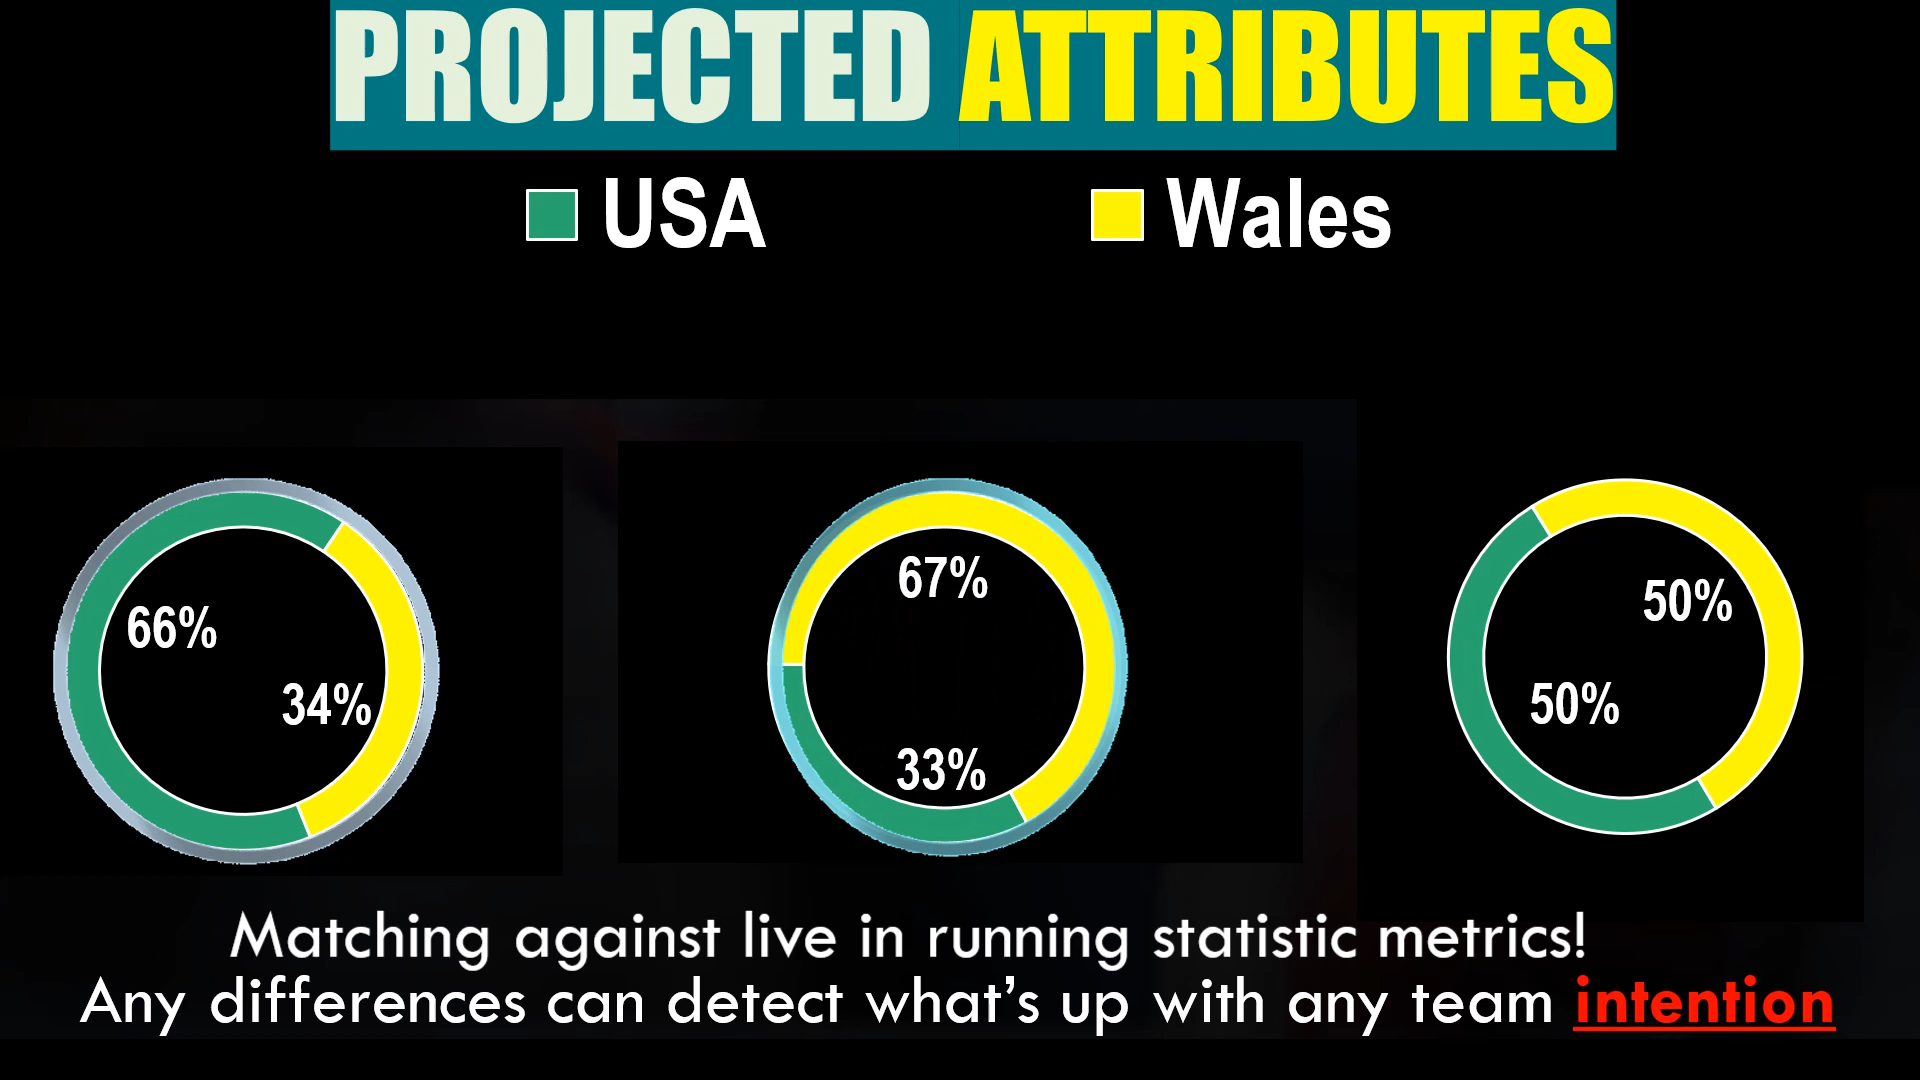 PROJECTED ATTRIBUTES
USA Wales
66%
34%
67%
33%
50%
50%
Matching against live in running statistic metrics!
Any differences can detect what's up with any team intention